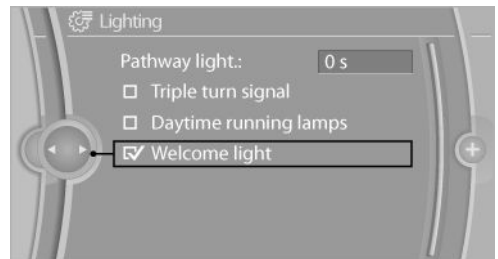 Lighting
Pathway light.: 0 s
Triple turn signal
Daytime running lamps
Welcome light